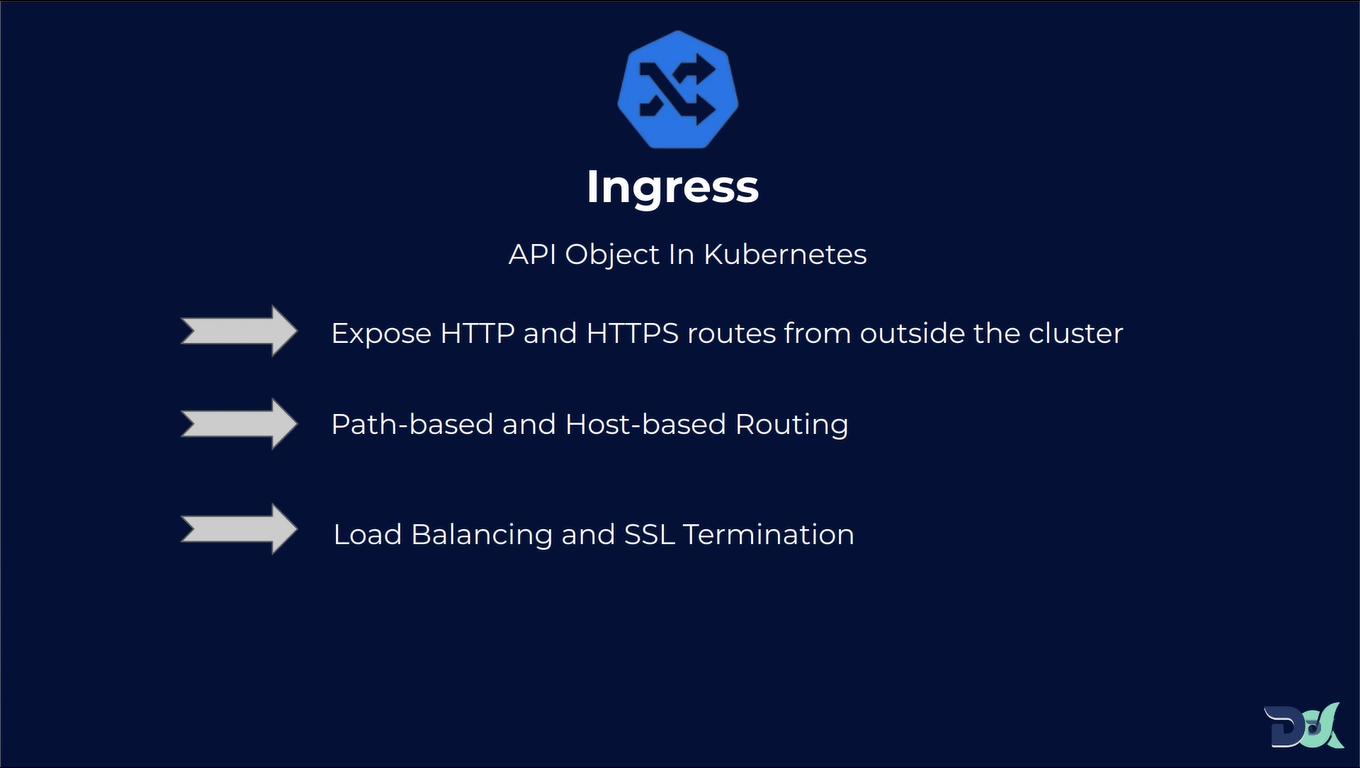 Ingress
API Object In Kubernetes
Expose HTTP and HTTPS routes from outside the cluster
Path-based and Host-based Routing
Load Balancing and SSL Termination